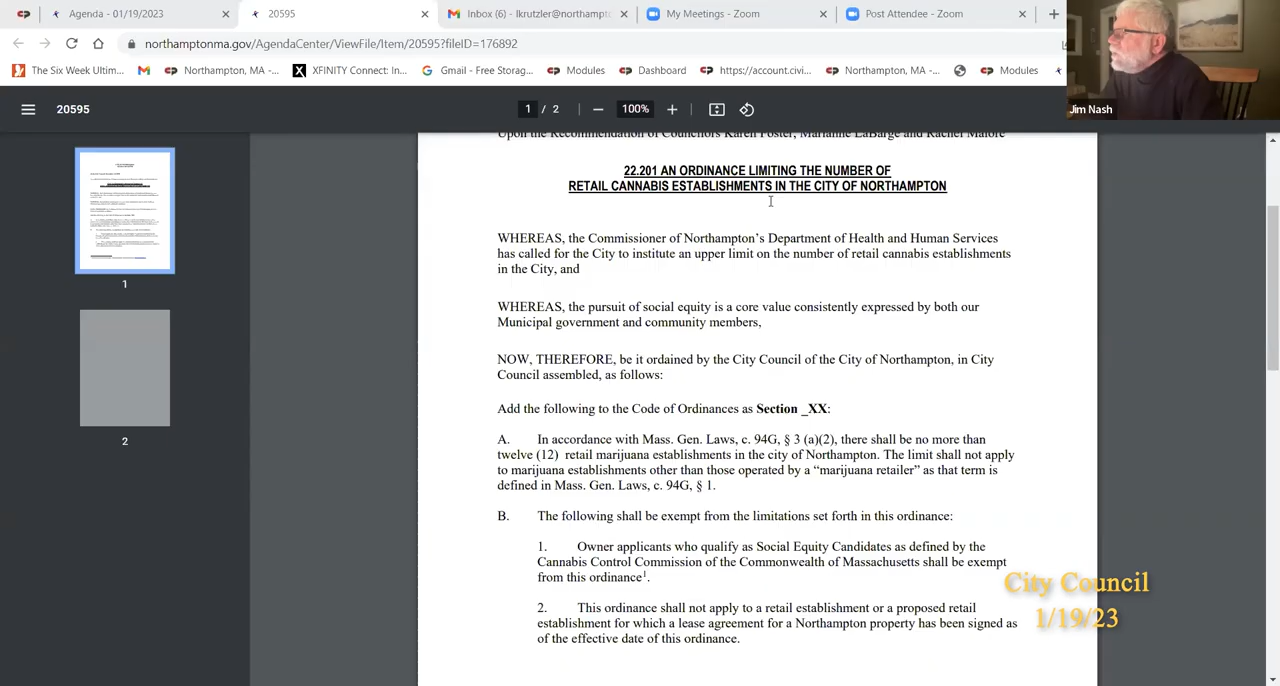 Agenda - 01/19/2023
20595
Inbox (6) - lkrutzler@northampto
My Meetings - Zoom
Post Attendee - Zoom
northamptonma.gov/AgendaCenter/ViewFile/Item/20595?fileID=176892
The Six Week Ultim...
Northampton, MA -...
XFINITY Connect: In...
Gmail - Free Storag...
Modules
Dashboard
https://account.civi...
Northampton, MA -...
Modules
Jim Nash
20595
1 / 2
100%
1
2
Upon the Recommendation of Councilors Karen Foster, Marianne LaBarge and Rachel Maiore
22.201 AN ORDINANCE LIMITING THE NUMBER OF
RETAIL CANNABIS ESTABLISHMENTS IN THE CITY OF NORTHAMPTON
WHEREAS, the Commissioner of Northampton's Department of Health and Human Services
has called for the City to institute an upper limit on the number of retail cannabis establishments
in the City, and
WHEREAS, the pursuit of social equity is a core value consistently expressed by both our
Municipal government and community members,
NOW, THEREFORE, be it ordained by the City Council of the City of Northampton, in City
Council assembled, as follows:
Add the following to the Code of Ordinances as Section _XX:
A. In accordance with Mass. Gen. Laws, c. 94G, § 3 (a)(2), there shall be no more than
twelve (12) retail marijuana establishments in the city of Northampton. The limit shall not apply
to marijuana establishments other than those operated by a “marijuana retailer” as that term is
defined in Mass. Gen. Laws, c. 94G, § 1.
B. The following shall be exempt from the limitations set forth in this ordinance:
1. Owner applicants who qualify as Social Equity Candidates as defined by the
Cannabis Control Commission of the Commonwealth of Massachusetts shall be exempt
from this ordinance¹.
2. This ordinance shall not apply to a retail establishment or a proposed retail
establishment for which a lease agreement for a Northampton property has been signed as
of the effective date of this ordinance.
City Council
1/19/23